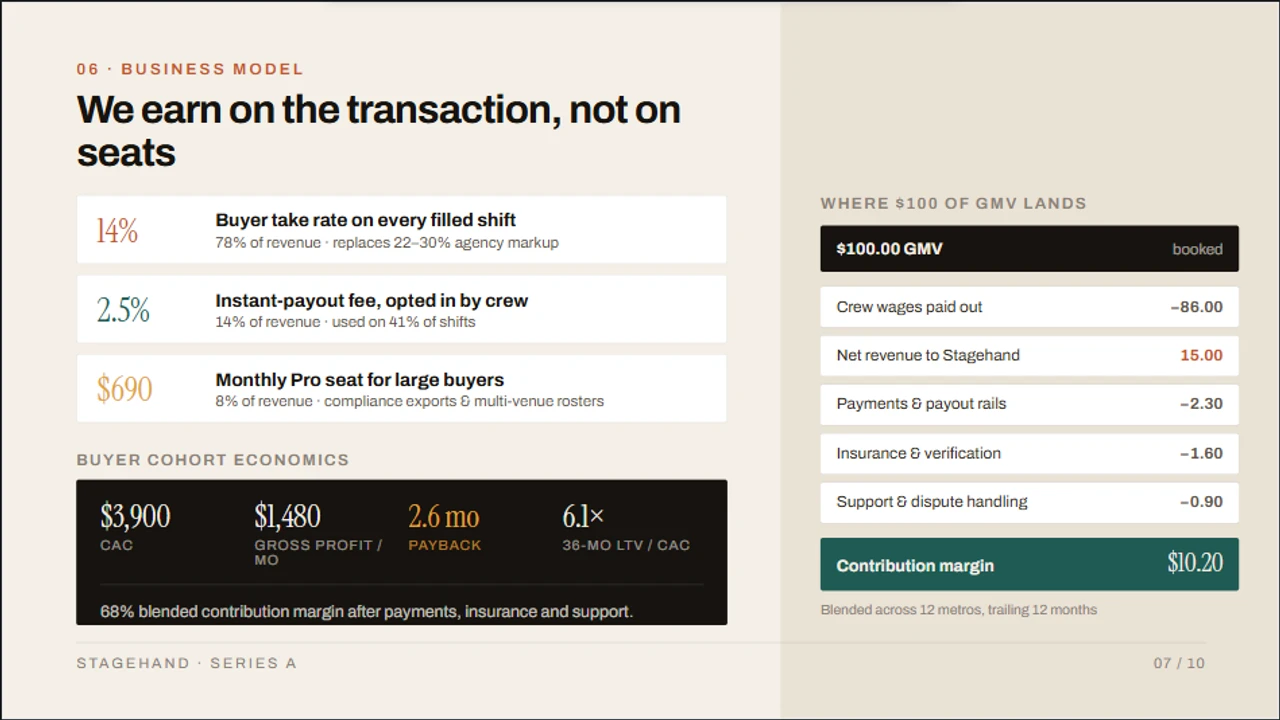 06 · BUSINESS MODEL
We earn on the transaction, not on
seats
14%
Buyer take rate on every filled shift
78% of revenue · replaces 22–30% agency markup
2.5%
Instant-payout fee, opted in by crew
14% of revenue · used on 41% of shifts
$690
Monthly Pro seat for large buyers
8% of revenue · compliance exports & multi-venue rosters
BUYER COHORT ECONOMICS
$3,900
CAC
$1,480
GROSS PROFIT /
MO
2.6 mo
PAYBACK
6.1×
36-MO LTV / CAC
68% blended contribution margin after payments, insurance and support.
WHERE $100 OF GMV LANDS
$100.00 GMV booked
Crew wages paid out −86.00
Net revenue to Stagehand 15.00
Payments & payout rails −2.30
Insurance & verification −1.60
Support & dispute handling −0.90
Contribution margin $10.20
Blended across 12 metros, trailing 12 months
STAGEHAND · SERIES A
07 / 10